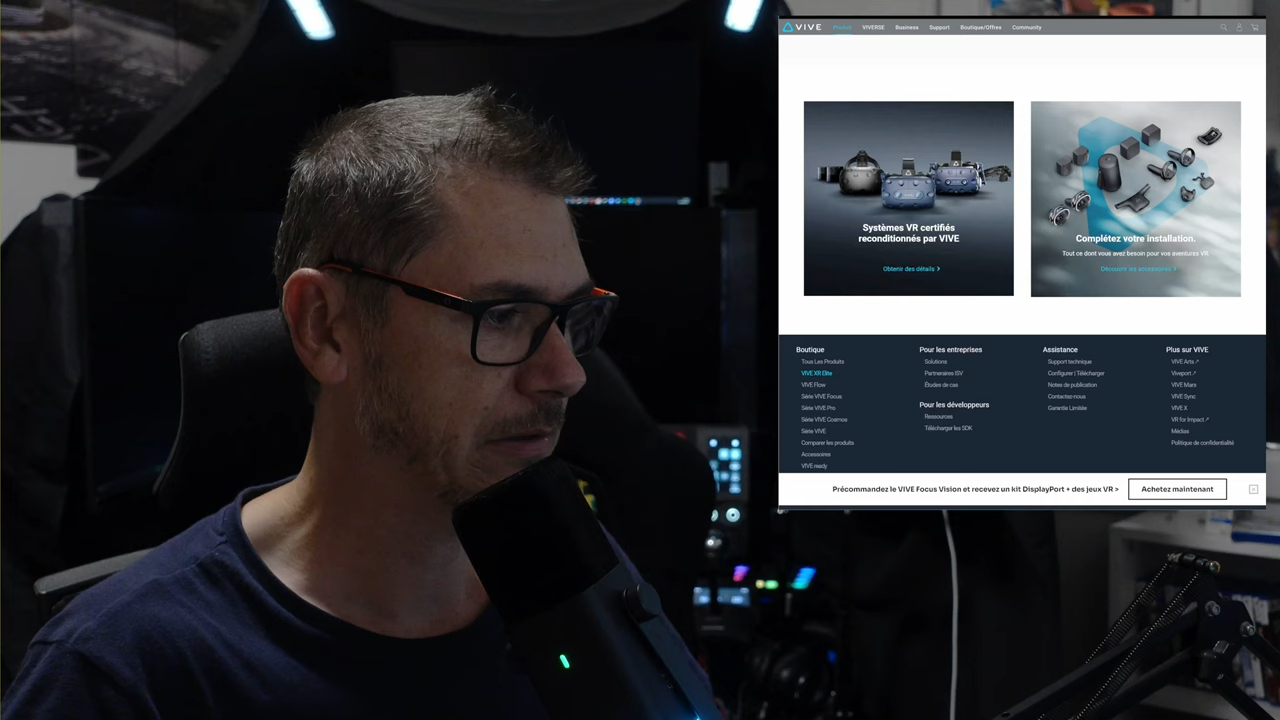 VIVE
Produit VIVERSE Business Support Boutique/Offres Community
Systèmes VR certifiés
reconditionnés par VIVE
Obtenir des détails >
Complétez votre installation.
Tout ce dont vous avez besoin pour vos aventures VR.
Découvrir les accessoires >
Boutique
Tous Les Produits
VIVE XR Elite
VIVE Flow
Série VIVE Focus
Série VIVE Pro
Série VIVE Cosmos
Série VIVE
Comparer les produits
Accessoires
VIVE ready
Pour les entreprises
Solutions
Partneraires ISV
Études de cas
Pour les développeurs
Ressources
Télécharger les SDK
Assistance
Support technique
Configurer | Télécharger
Notes de publication
Contactez-nous
Garantie Limitée
Plus sur VIVE
VIVE Arts ↗
Viveport ↗
VIVE Mars
VIVE Sync
VIVE X
VR for Impact ↗
Médias
Politique de confidentialité
Précommandez le VIVE Focus Vision et recevez un kit DisplayPort + des jeux VR >
Achetez maintenant